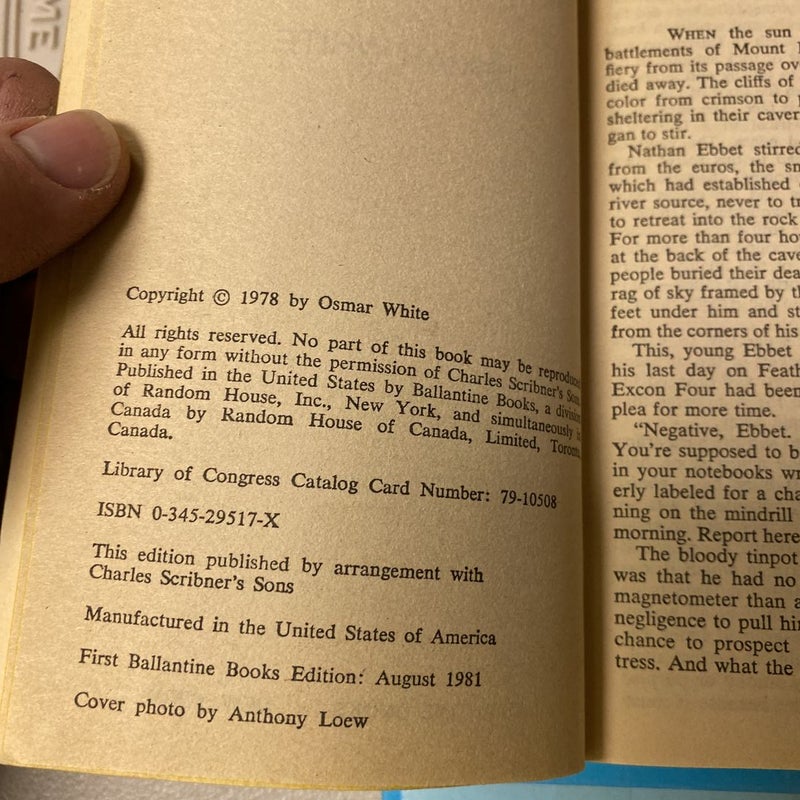 ME
Copyright © 1978 by Osmar White
All rights reserved. No part of this book may be reproduced
in any form without the permission of Charles Scribner's Sons.
Published in the United States by Ballantine Books, a division
of Random House, Inc., New York, and simultaneously in
Canada by Random House of Canada, Limited, Toronto,
Canada.
Library of Congress Catalog Card Number: 79-10508
ISBN 0-345-29517-X
This edition published by arrangement with
Charles Scribner's Sons
Manufactured in the United States of America
First Ballantine Books Edition: August 1981
Cover photo by Anthony Loew
WHEN the sun
battlements of Mount
fiery from its passage
died away. The cliffs of
color from crimson to
sheltering in their
gan to stir.
Nathan Ebbet stirred
from the euros, the
which had established
river source, never to
to retreat into the rock
For more than four
at the back of the
people buried their
rag of sky framed by
feet under him and
from the corners of his
This, young Ebbet
his last day on
Excon Four had been
plea for more time.
"Negative, Ebbet.
You're supposed to
in your notebooks
erly labeled for a
ning on the mindrill
morning. Report here
The bloody tinpot
was that he had no
magnetometer than
negligence to pull
chance to prospect
tress. And what the